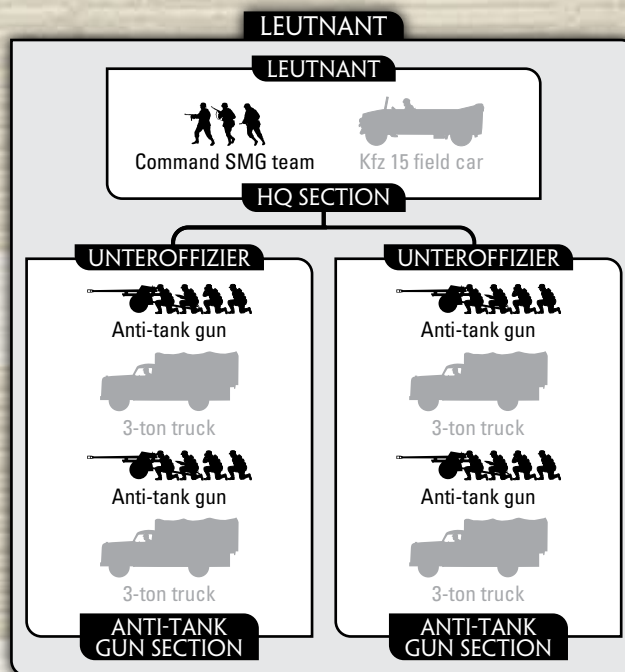 LEUTNANT
LEUTNANT
Command SMG team
Kfz 15 field car
HQ SECTION
UNTEROFFIZIER
Anti-tank gun
3-ton truck
Anti-tank gun
3-ton truck
ANTI-TANK
GUN SECTION
UNTEROFFIZIER
Anti-tank gun
3-ton truck
Anti-tank gun
3-ton truck
ANTI-TANK
GUN SECTION